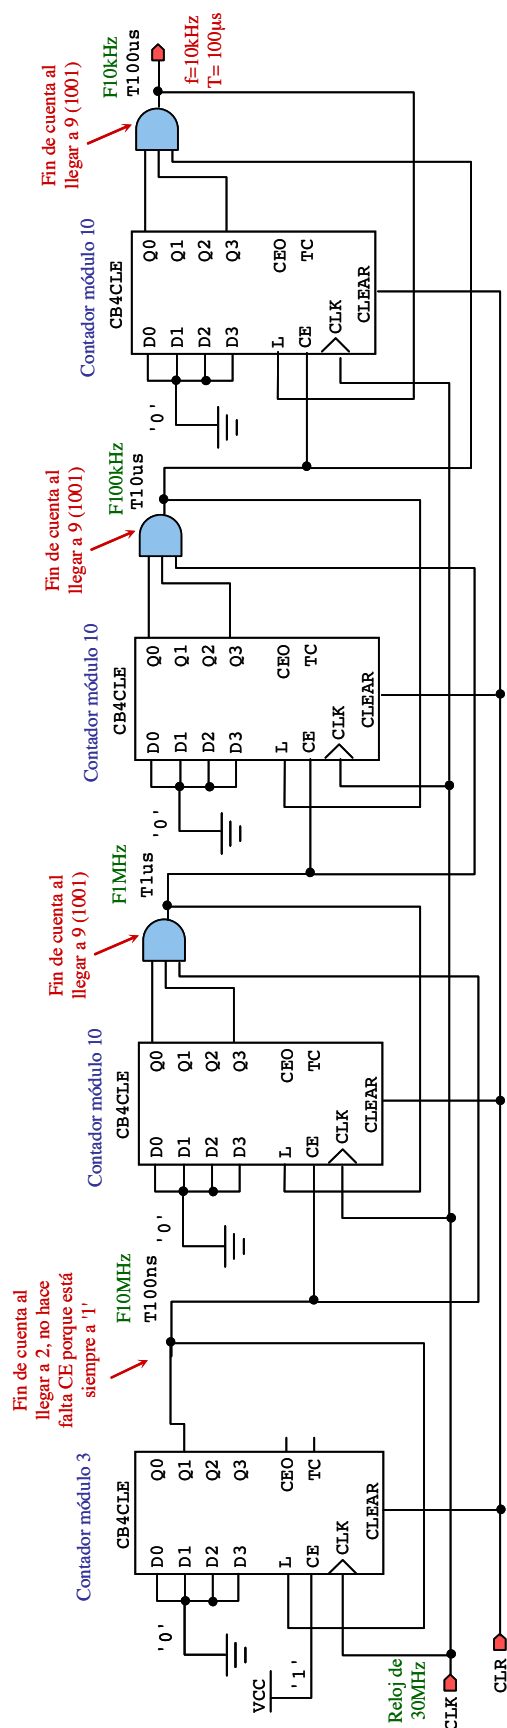 Reloj de
30MHz
CLK
CLR
VCC
'1'
'0'
Contador módulo 3
CB4CLE
D0
D1
D2
D3
L
CE
CLK
CLEAR
Q0
Q1
Q2
Q3
CEO
TC
Fin de cuenta al
llegar a 2, no hace
falta CE porque está
siempre a '1'
F10MHz
T100ns
'0'
Contador módulo 10
CB4CLE
D0
D1
D2
D3
L
CE
CLK
CLEAR
Q0
Q1
Q2
Q3
CEO
TC
Fin de cuenta al
llegar a 9 (1001)
F1MHz
T1us
'0'
Contador módulo 10
CB4CLE
D0
D1
D2
D3
L
CE
CLK
CLEAR
Q0
Q1
Q2
Q3
CEO
TC
Fin de cuenta al
llegar a 9 (1001)
F100kHz
T10us
'0'
Contador módulo 10
CB4CLE
D0
D1
D2
D3
L
CE
CLK
CLEAR
Q0
Q1
Q2
Q3
CEO
TC
Fin de cuenta al
llegar a 9 (1001)
F10kHz
T100us
f=10kHz
T= 100µs